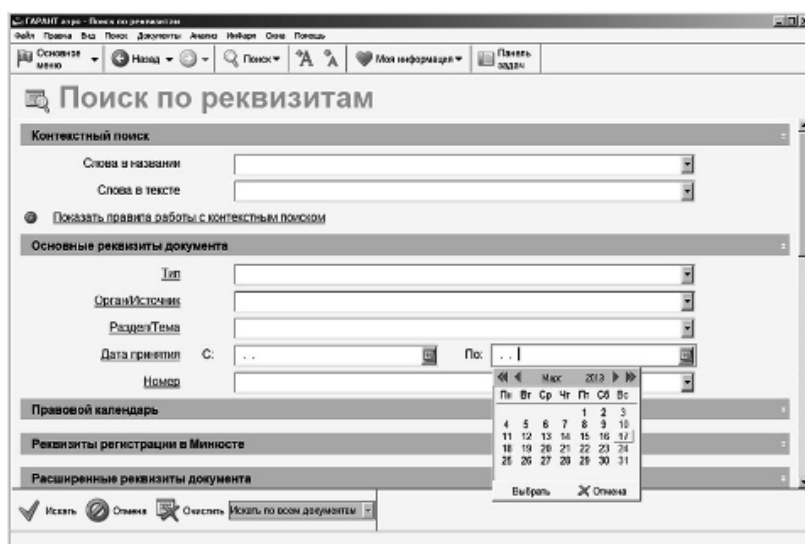 ГАРАНТ аэро - Поиск по реквизитам
Файл Правка Вид Поиск Документы Анализ Инфарм Окна Помощь
Основное меню Назад Поиск Моя информация Панель задач
Поиск по реквизитам
Контекстный поиск
Слова в названии
Слова в тексте
Показать правила работы с контекстным поиском
Основные реквизиты документа
Тип
Орган/Источник
Раздел/Тема
Дата принятия С: . . По: . .
Номер
Март 2013
Пн Вт Ср Чт Пт Сб Вс
1 2 3
4 5 6 7 8 9 10
11 12 13 14 15 16 17
18 19 20 21 22 23 24
25 26 27 28 29 30 31
Выбрать Отмена
Правовой календарь
Реквизиты регистрации в Минюсте
Расширенные реквизиты документа
Искать Отмена Очистить Искать по всем документам